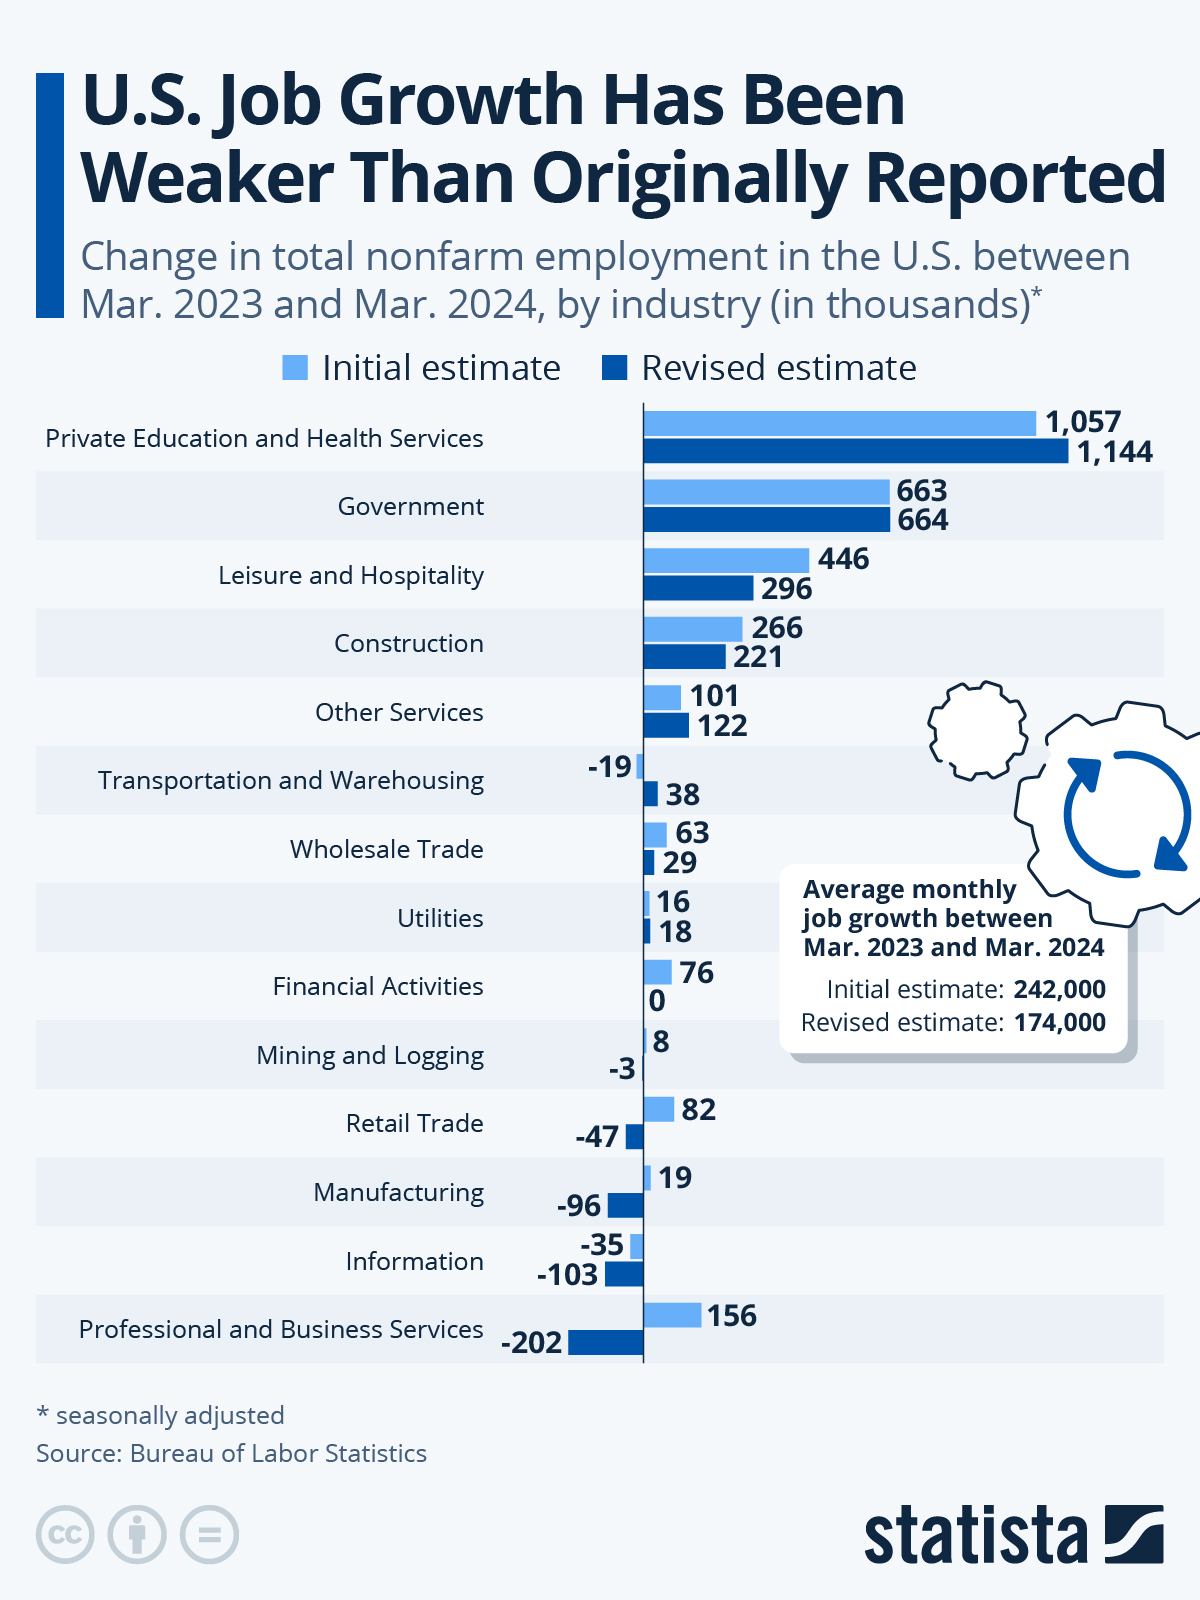 U.S. Job Growth Has Been
Weaker Than Originally Reported
Change in total nonfarm employment in the U.S. between
Mar. 2023 and Mar. 2024, by industry (in thousands)*
Initial estimate Revised estimate
Private Education and Health Services 1,057
1,144
Government 663
664
Leisure and Hospitality 446
296
Construction 266
221
Other Services 101
122
Transportation and Warehousing -19
38
Wholesale Trade 63
29
Utilities 16
18
Financial Activities 76
0
Mining and Logging 8
-3
Retail Trade 82
-47
Manufacturing 19
-96
Information -35
-103
Professional and Business Services 156
-202
Average monthly
job growth between
Mar. 2023 and Mar. 2024
Initial estimate: 242,000
Revised estimate: 174,000
* seasonally adjusted
Source: Bureau of Labor Statistics
cc =
statista